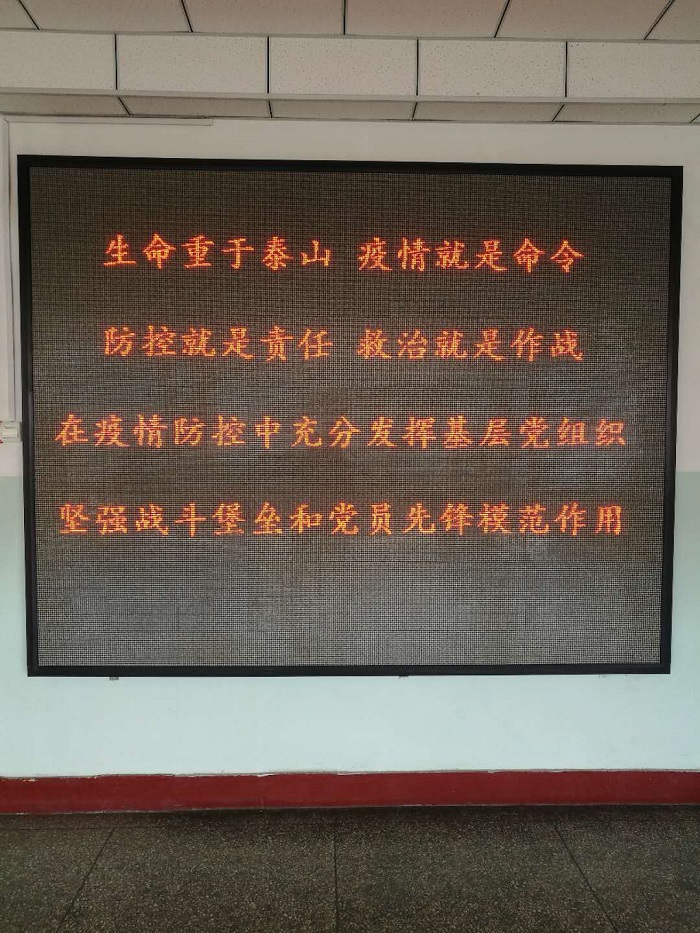 生命重于泰山 疫情就是命令
防控就是责任 救治就是作战
在疫情防控中充分发挥基层党组织
坚强战斗堡垒和党员先锋模范作用